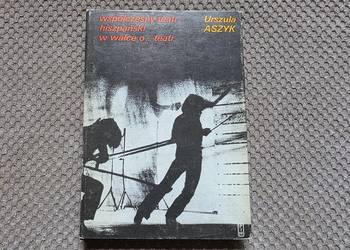 współczesny teatr
hiszpański
w walce o... teatr
Urszula
ASZYK